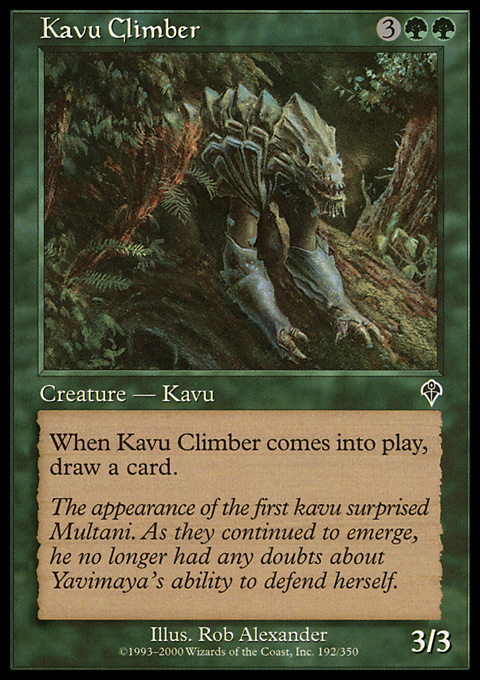 Kavu Climber 3
Creature — Kavu
When Kavu Climber comes into play,
draw a card.
The appearance of the first kavu surprised
Multani. As they continued to emerge,
he no longer had any doubts about
Yavimaya's ability to defend herself.
Illus. Rob Alexander
3/3
©1993–2000 Wizards of the Coast, Inc. 192/350